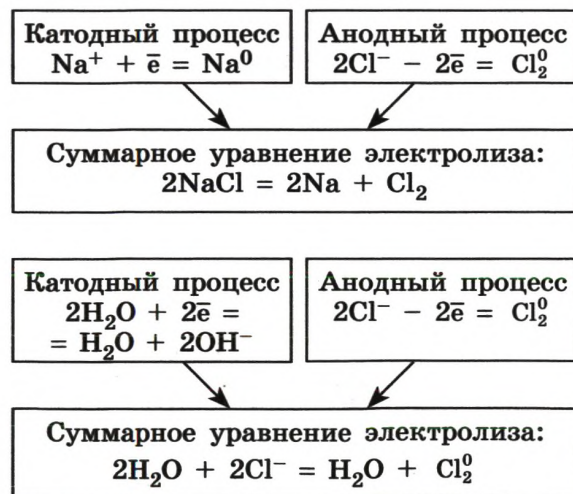 Катодный процесс
Na⁺ + ē = Na⁰
Анодный процесс
2Cl⁻ − 2ē = Cl₂⁰
Суммарное уравнение электролиза:
2NaCl = 2Na + Cl₂
Катодный процесс
2H₂O + 2ē =
= H₂O + 2OH⁻
Анодный процесс
2Cl⁻ − 2ē = Cl₂⁰
Суммарное уравнение электролиза:
2H₂O + 2Cl⁻ = H₂O + Cl₂⁰